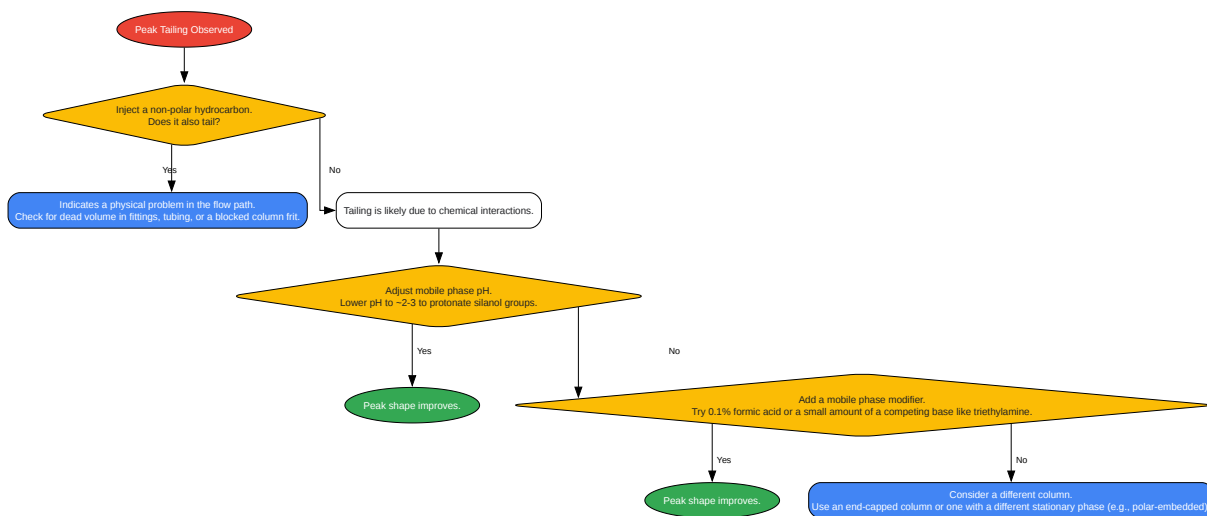 Peak Tailing Observed
Inject a non-polar hydrocarbon.
Does it also tail?
Yes
No
Indicates a physical problem in the flow path.
Check for dead volume in fittings, tubing, or a blocked column frit.
Tailing is likely due to chemical interactions.
Adjust mobile phase pH.
Lower pH to ~2-3 to protonate silanol groups.
Yes
No
Peak shape improves.
Add a mobile phase modifier.
Try 0.1% formic acid or a small amount of a competing base like triethylamine.
Yes
No
Peak shape improves.
Consider a different column.
Use an end-capped column or one with a different stationary phase (e.g., polar-embedded)